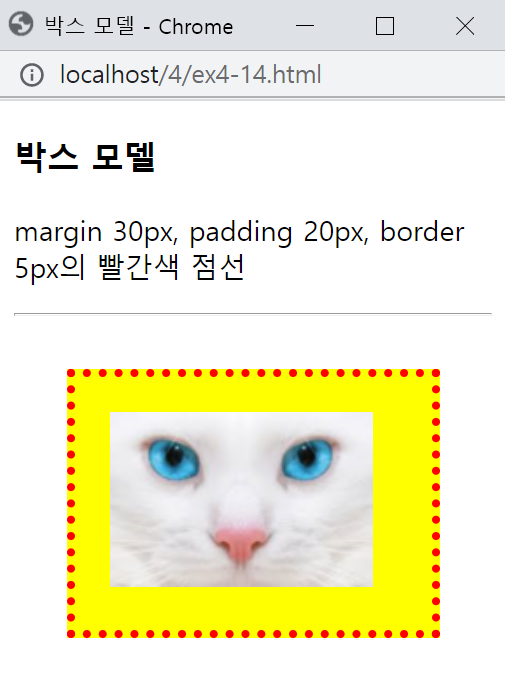 박스 모델 - Chrome
localhost/4/ex4-14.html
박스 모델
margin 30px, padding 20px, border
5px의 빨간색 점선